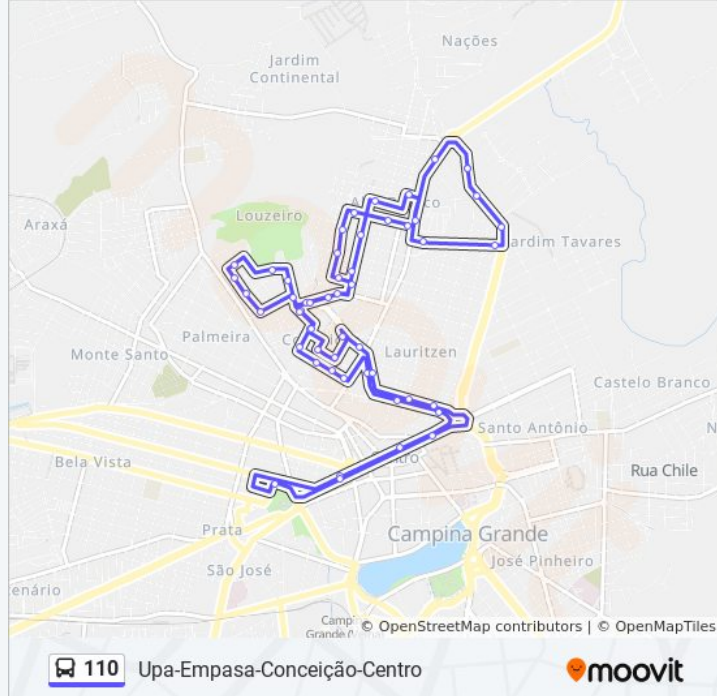 Nações
Jardim
Continental
Louzeiro
Araxá
Jardim Tavares
Palmeira
Monte Santo
Lauritzen
Castelo Branco
Santo Antônio
Bela Vista
Rua Chile
Prata
Campina Grande
José Pinheiro
São José
© OpenStreetMap contributors | © OpenMapTiles
110 Upa-Empasa-Conceição-Centro
moovit